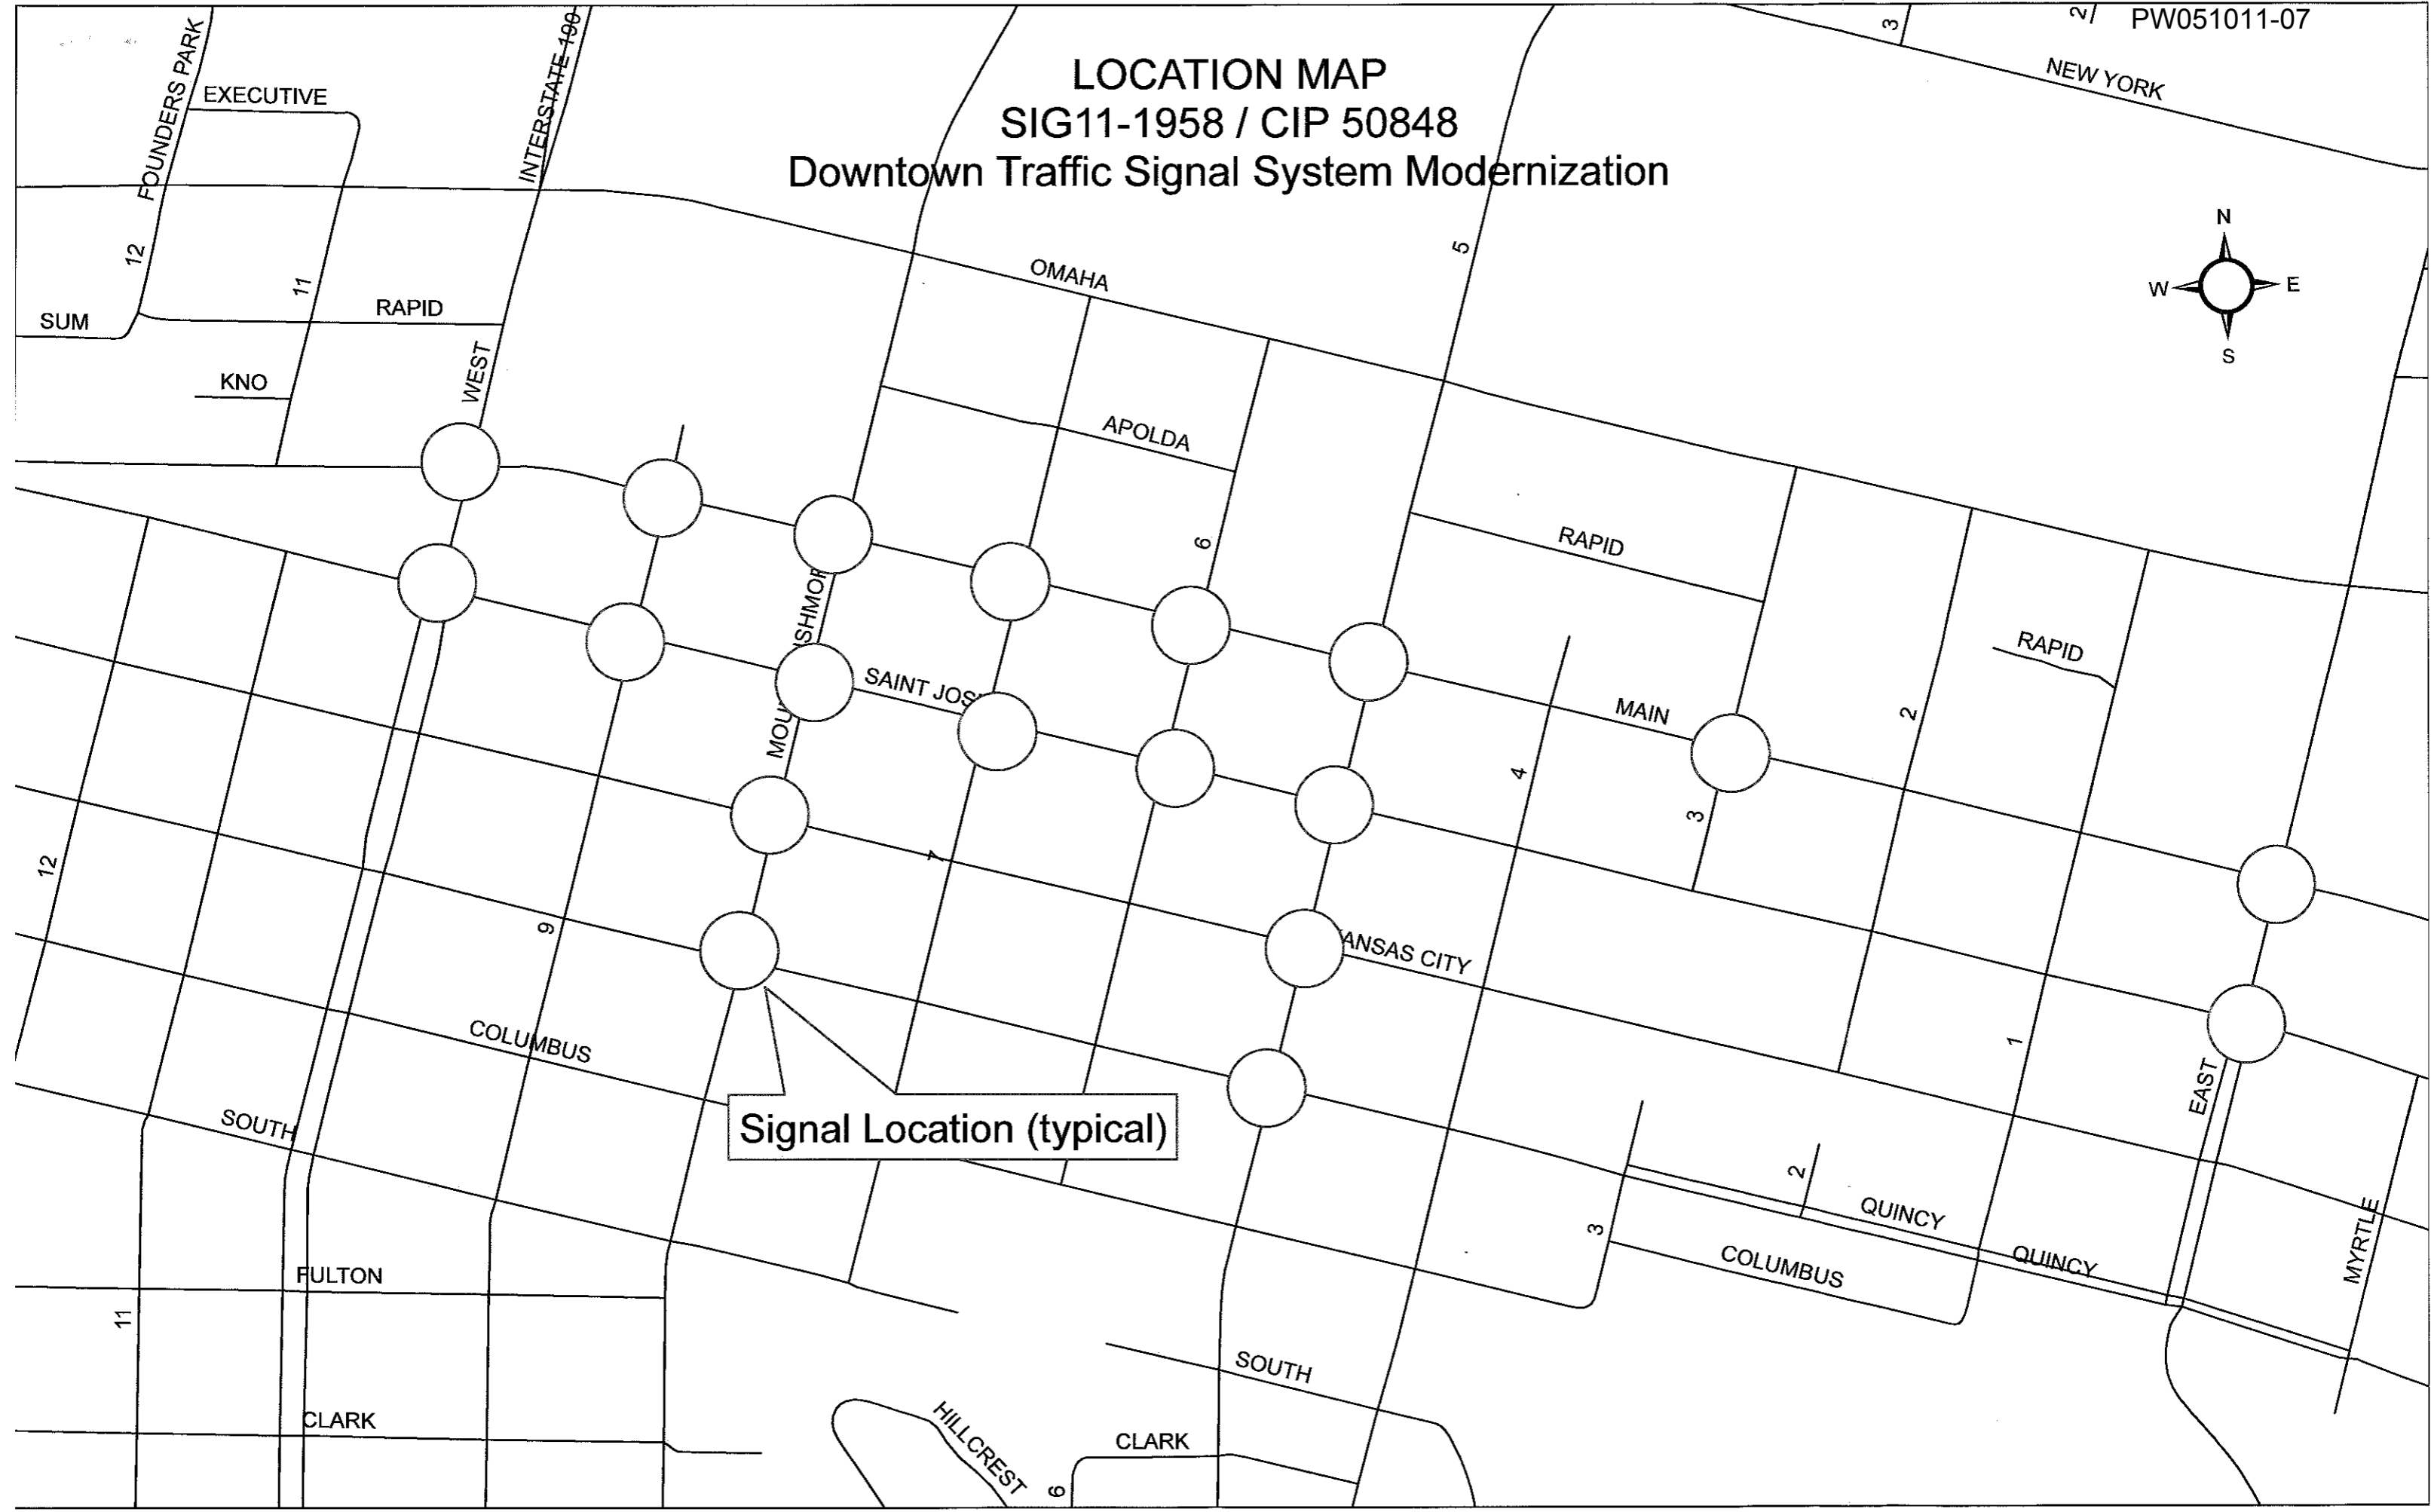 PW051011-07
LOCATION MAP
SIG11-1958 / CIP 50848
Downtown Traffic Signal System Modernization
FOUNDERS PARK
EXECUTIVE
INTERSTATE 190
3
2
NEW YORK
N
W
E
S
12
11
SUM
RAPID
OMAHA
5
KNO
WEST
APOLDA
6
RAPID
RAPID
SAINT JOS
MAIN
2
4
3
12
7
9
KANSAS CITY
COLUMBUS
1
EAST
SOUTH
Signal Location (typical)
2
QUINCY
3
COLUMBUS
QUINCY
MYRTLE
FULTON
11
SOUTH
CLARK
HILLCREST
CLARK
6